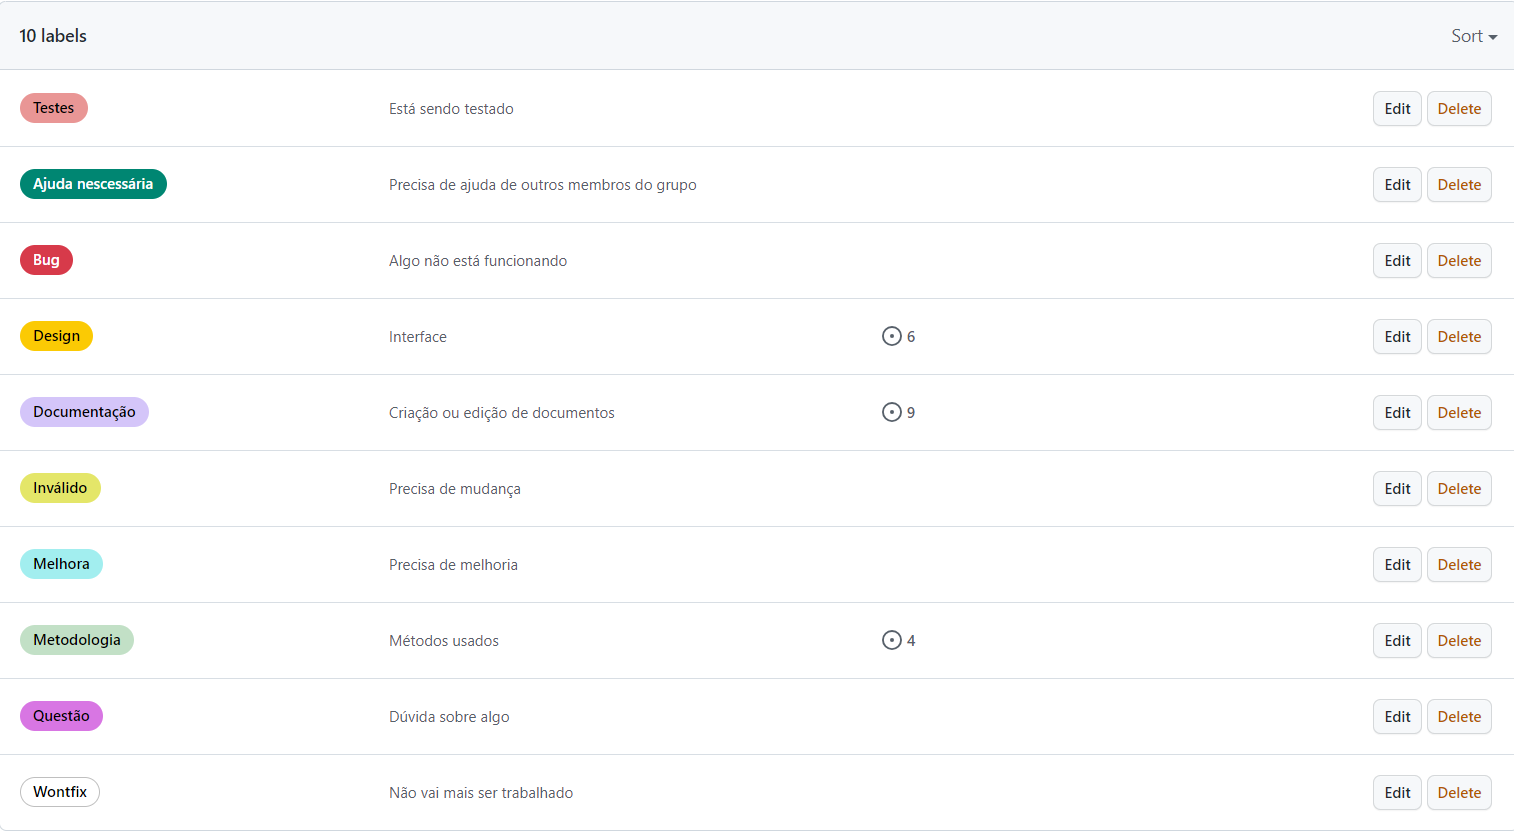 10 labels Sort
Testes Está sendo testado Edit Delete
Ajuda nescessária Precisa de ajuda de outros membros do grupo Edit Delete
Bug Algo não está funcionando Edit Delete
Design Interface 6 Edit Delete
Documentação Criação ou edição de documentos 9 Edit Delete
Inválido Precisa de mudança Edit Delete
Melhora Precisa de melhoria Edit Delete
Metodologia Métodos usados 4 Edit Delete
Questão Dúvida sobre algo Edit Delete
Wontfix Não vai mais ser trabalhado Edit Delete